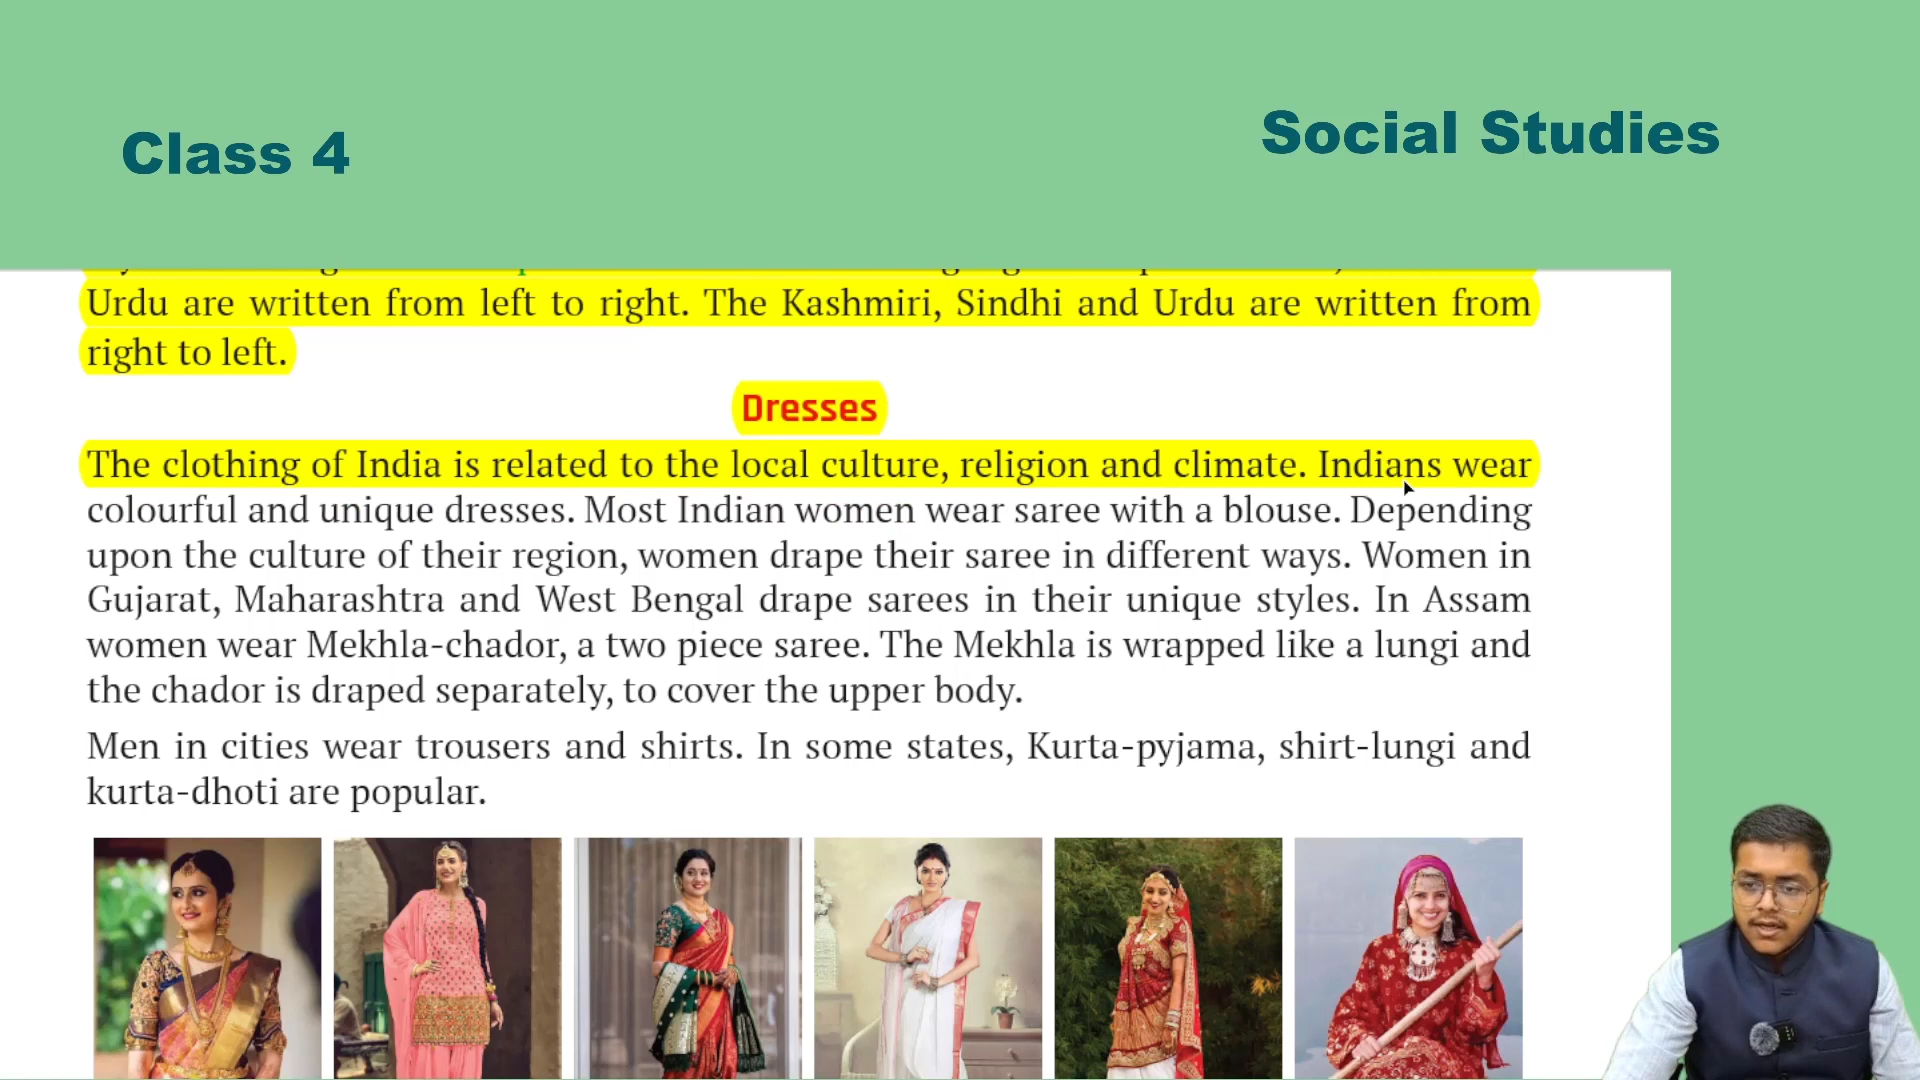 Class 4
Social Studies
Urdu are written from left to right. The Kashmiri, Sindhi and Urdu are written from
right to left.
Dresses
The clothing of India is related to the local culture, religion and climate. Indians wear
colourful and unique dresses. Most Indian women wear saree with a blouse. Depending
upon the culture of their region, women drape their saree in different ways. Women in
Gujarat, Maharashtra and West Bengal drape sarees in their unique styles. In Assam
women wear Mekhla-chador, a two piece saree. The Mekhla is wrapped like a lungi and
the chador is draped separately, to cover the upper body.
Men in cities wear trousers and shirts. In some states, Kurta-pyjama, shirt-lungi and
kurta-dhoti are popular.